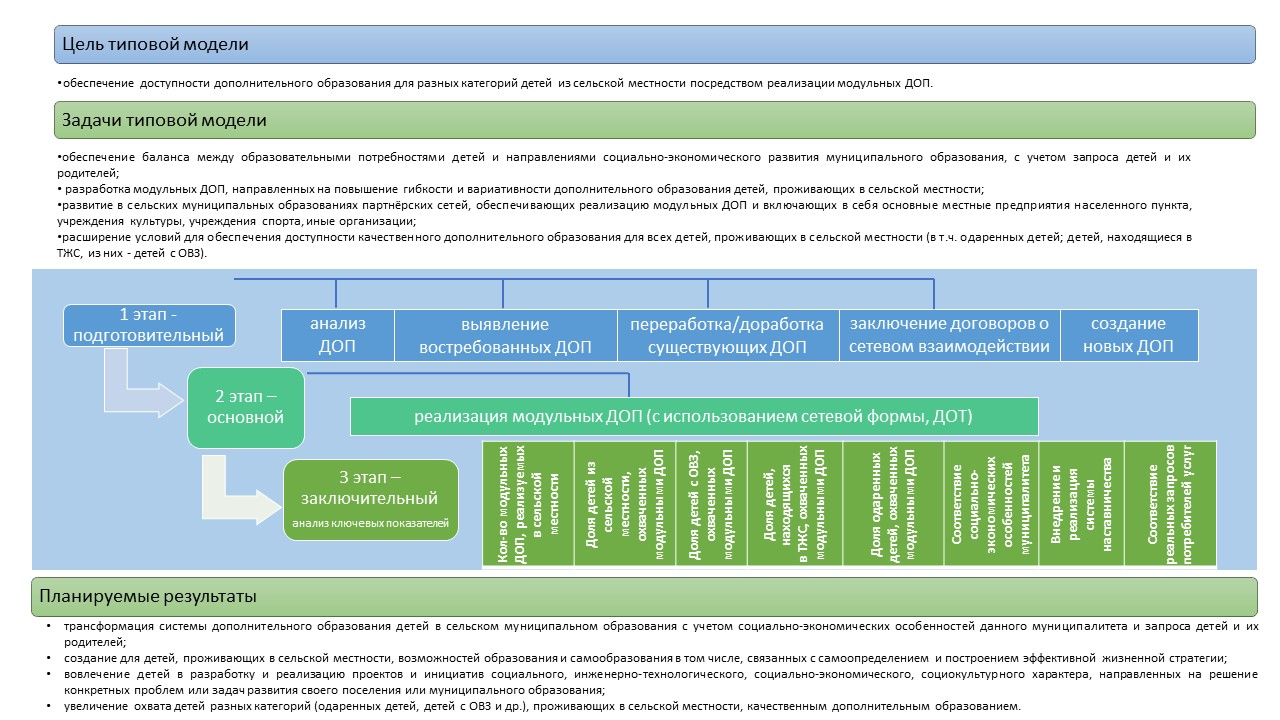 Цель типовой модели
•обеспечение доступности дополнительного образования для разных категорий детей из сельской местности посредством реализации модульных ДОП.
Задачи типовой модели
•обеспечение баланса между образовательными потребностями детей и направлениями социально-экономического развития муниципального образования, с учетом запроса детей и их
родителей;
• разработка модульных ДОП, направленных на повышение гибкости и вариативности дополнительного образования детей, проживающих в сельской местности;
•развитие в сельских муниципальных образованиях партнёрских сетей, обеспечивающих реализацию модульных ДОП и включающих в себя основные местные предприятия населенного пункта,
учреждения культуры, учреждения спорта, иные организации;
•расширение условий для обеспечения доступности качественного дополнительного образования для всех детей, проживающих в сельской местности (в т.ч. одаренных детей; детей, находящиеся в
ТЖС, из них - детей с ОВЗ).
1 этап -
подготовительный
анализ
ДОП
выявление
востребованных ДОП
переработка/доработка
существующих ДОП
заключение договоров о
сетевом взаимодействии
создание
новых ДОП
2 этап –
основной
реализация модульных ДОП (с использованием сетевой формы, ДОТ)
3 этап –
заключительный
анализ ключевых показателей
Кол-во модульных
ДОП, реализуемых
в сельской
местности
Доля детей из
сельской
местности,
охваченных
модульными ДОП
Доля детей с ОВЗ,
охваченных
модульными ДОП
Доля детей,
находящихся
в ТЖС, охваченных
модульными ДОП
Доля одаренных
детей, охваченных
модульными ДОП
Соответствие
социально-
экономических
особенностей
муниципалитета
Внедрение и
реализация
системы
наставничества
Соответствие
реальных запросов
потребителей услуг
Планируемые результаты
• трансформация системы дополнительного образования детей в сельском муниципальном образования с учетом социально-экономических особенностей данного муниципалитета и запроса детей и их
родителей;
• создание для детей, проживающих в сельской местности, возможностей образования и самообразования в том числе, связанных с самоопределением и построением эффективной жизненной стратегии;
• вовлечение детей в разработку и реализацию проектов и инициатив социального, инженерно-технологического, социально-экономического, социокультурного характера, направленных на решение
конкретных проблем или задач развития своего поселения или муниципального образования;
• увеличение охвата детей разных категорий (одаренных детей, детей с ОВЗ и др.), проживающих в сельской местности, качественным дополнительным образованием.